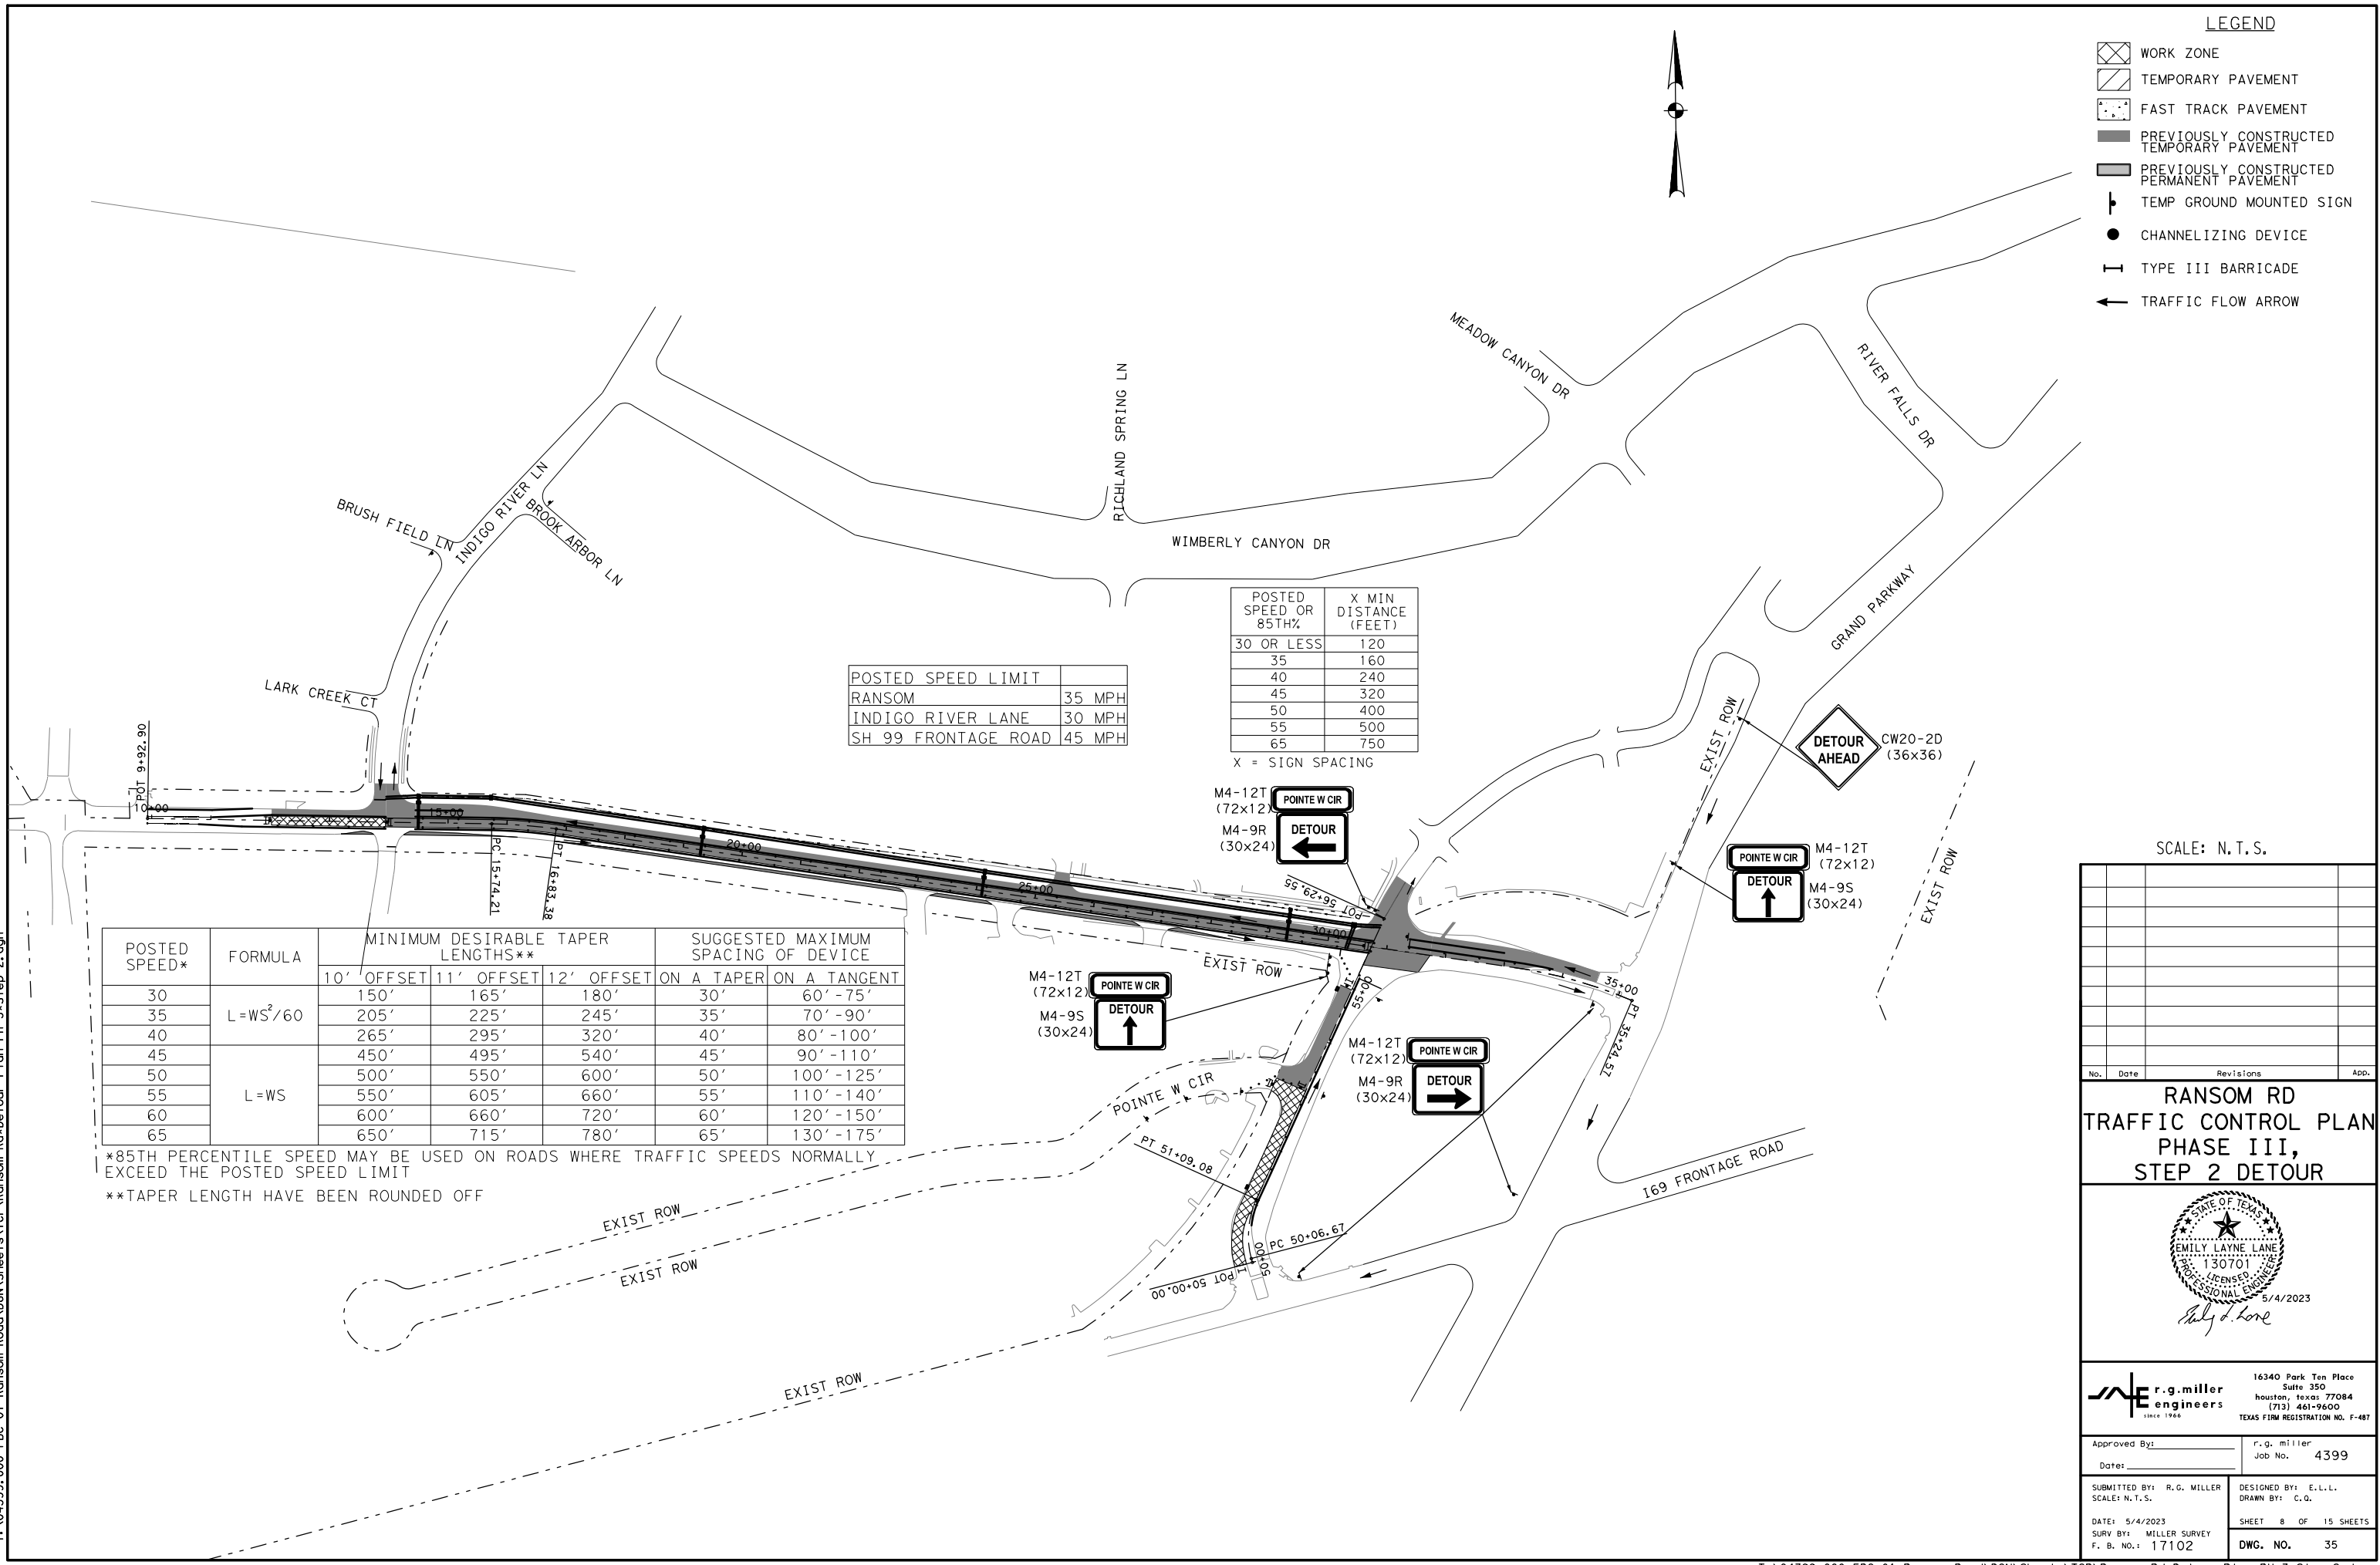 LEGEND
WORK ZONE
TEMPORARY PAVEMENT
FAST TRACK PAVEMENT
PREVIOUSLY CONSTRUCTED
TEMPORARY PAVEMENT
PREVIOUSLY CONSTRUCTED
PERMANENT PAVEMENT
TEMP GROUND MOUNTED SIGN
CHANNELIZING DEVICE
TYPE III BARRICADE
TRAFFIC FLOW ARROW
MEADOW CANYON DR
RIVER FALLS DR
RICHLAND SPRING LN
INDIGO RIVER LN
BROOK ARBOR LN
BRUSH FIELD LN
WIMBERLY CANYON DR
GRAND PARKWAY
LARK CREEK CT
POSTED SPEED LIMIT
RANSOM 35 MPH
INDIGO RIVER LANE 30 MPH
SH 99 FRONTAGE ROAD 45 MPH
POSTED SPEED OR 85TH% X MIN DISTANCE (FEET)
30 OR LESS 120
35 160
40 240
45 320
50 400
55 500
65 750
X = SIGN SPACING
EXIST ROW
DETOUR
AHEAD
CW20-2D
(36x36)
POT 9+92.90
10+00
15+00
PC 15+74.21
PT 16+83.38
20+00
25+00
30+00
35+00
PT 35+24.57
POT 56+29.55
55+00
M4-12T
(72x12)
POINTE W CIR
M4-9R
(30x24)
DETOUR
POINTE W CIR
M4-12T
(72x12)
DETOUR
M4-9S
(30x24)
EXIST ROW
EXIST ROW
M4-12T
(72x12)
POINTE W CIR
M4-9S
(30x24)
DETOUR
M4-12T
(72x12)
POINTE W CIR
M4-9R
(30x24)
DETOUR
POINTE W CIR
PT 51+09.08
PC 50+06.67
50+00
POT 50+00.00
I69 FRONTAGE ROAD
EXIST ROW
EXIST ROW
EXIST ROW
POSTED SPEED* FORMULA MINIMUM DESIRABLE TAPER LENGTHS** SUGGESTED MAXIMUM SPACING OF DEVICE
10' OFFSET 11' OFFSET 12' OFFSET ON A TAPER ON A TANGENT
30 150' 165' 180' 30' 60'-75'
35 L=WS²/60 205' 225' 245' 35' 70'-90'
40 265' 295' 320' 40' 80'-100'
45 450' 495' 540' 45' 90'-110'
50 500' 550' 600' 50' 100'-125'
55 L=WS 550' 605' 660' 55' 110'-140'
60 600' 660' 720' 60' 120'-150'
65 650' 715' 780' 65' 130'-175'
*85TH PERCENTILE SPEED MAY BE USED ON ROADS WHERE TRAFFIC SPEEDS NORMALLY
EXCEED THE POSTED SPEED LIMIT
**TAPER LENGTH HAVE BEEN ROUNDED OFF
SCALE: N.T.S.
No. Date Revisions App.
RANSOM RD
TRAFFIC CONTROL PLAN
PHASE III,
STEP 2 DETOUR
STATE OF TEXAS
EMILY LAYNE LANE
130701
LICENSED
PROFESSIONAL ENGINEER
5/4/2023
r.g.miller
engineers
since 1966
16340 Park Ten Place
Suite 350
houston, texas 77084
(713) 461-9600
TEXAS FIRM REGISTRATION NO. F-487
Approved By:
Date:
r.g. miller
Job No. 4399
SUBMITTED BY: R.G. MILLER
SCALE: N.T.S.
DATE: 5/4/2023
SURV BY: MILLER SURVEY
F. B. NO.: 17102
DESIGNED BY: E.L.L.
DRAWN BY: C.Q.
SHEET 8 OF 15 SHEETS
DWG. NO. 35